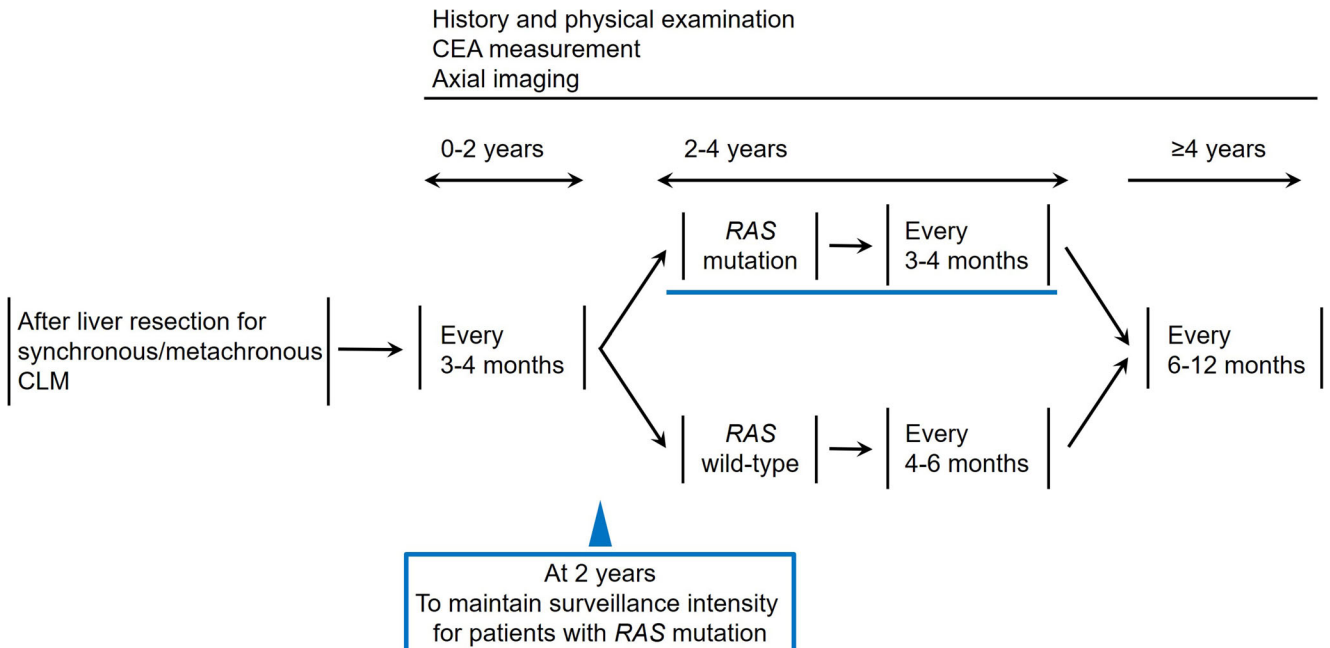 History and physical examination
CEA measurement
Axial imaging
0-2 years
2-4 years
≥4 years
After liver resection for
synchronous/metachronous
CLM
Every
3-4 months
RAS
mutation
Every
3-4 months
RAS
wild-type
Every
4-6 months
Every
6-12 months
At 2 years
To maintain surveillance intensity
for patients with RAS mutation